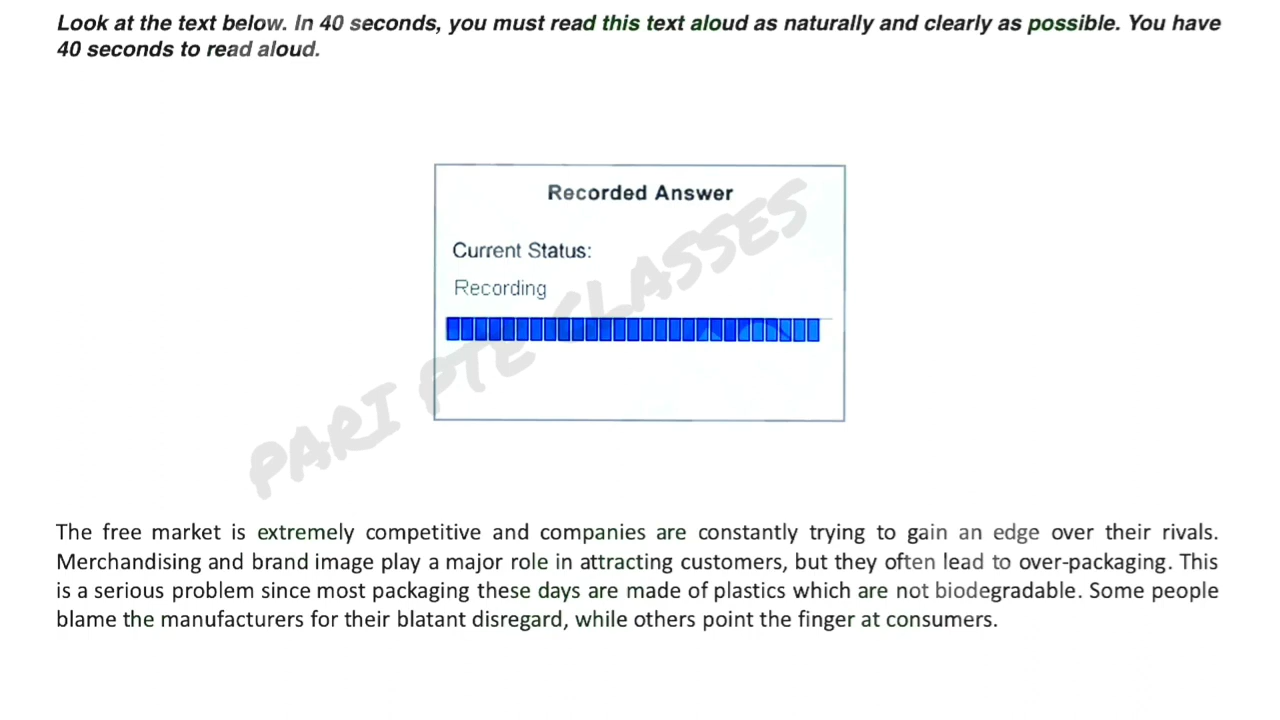 Look at the text below. In 40 seconds, you must read this text aloud as naturally and clearly as possible. You have
40 seconds to read aloud.
Recorded Answer
Current Status:
Recording
PARI PTE CLASSES
The free market is extremely competitive and companies are constantly trying to gain an edge over their rivals.
Merchandising and brand image play a major role in attracting customers, but they often lead to over-packaging. This
is a serious problem since most packaging these days are made of plastics which are not biodegradable. Some people
blame the manufacturers for their blatant disregard, while others point the finger at consumers.